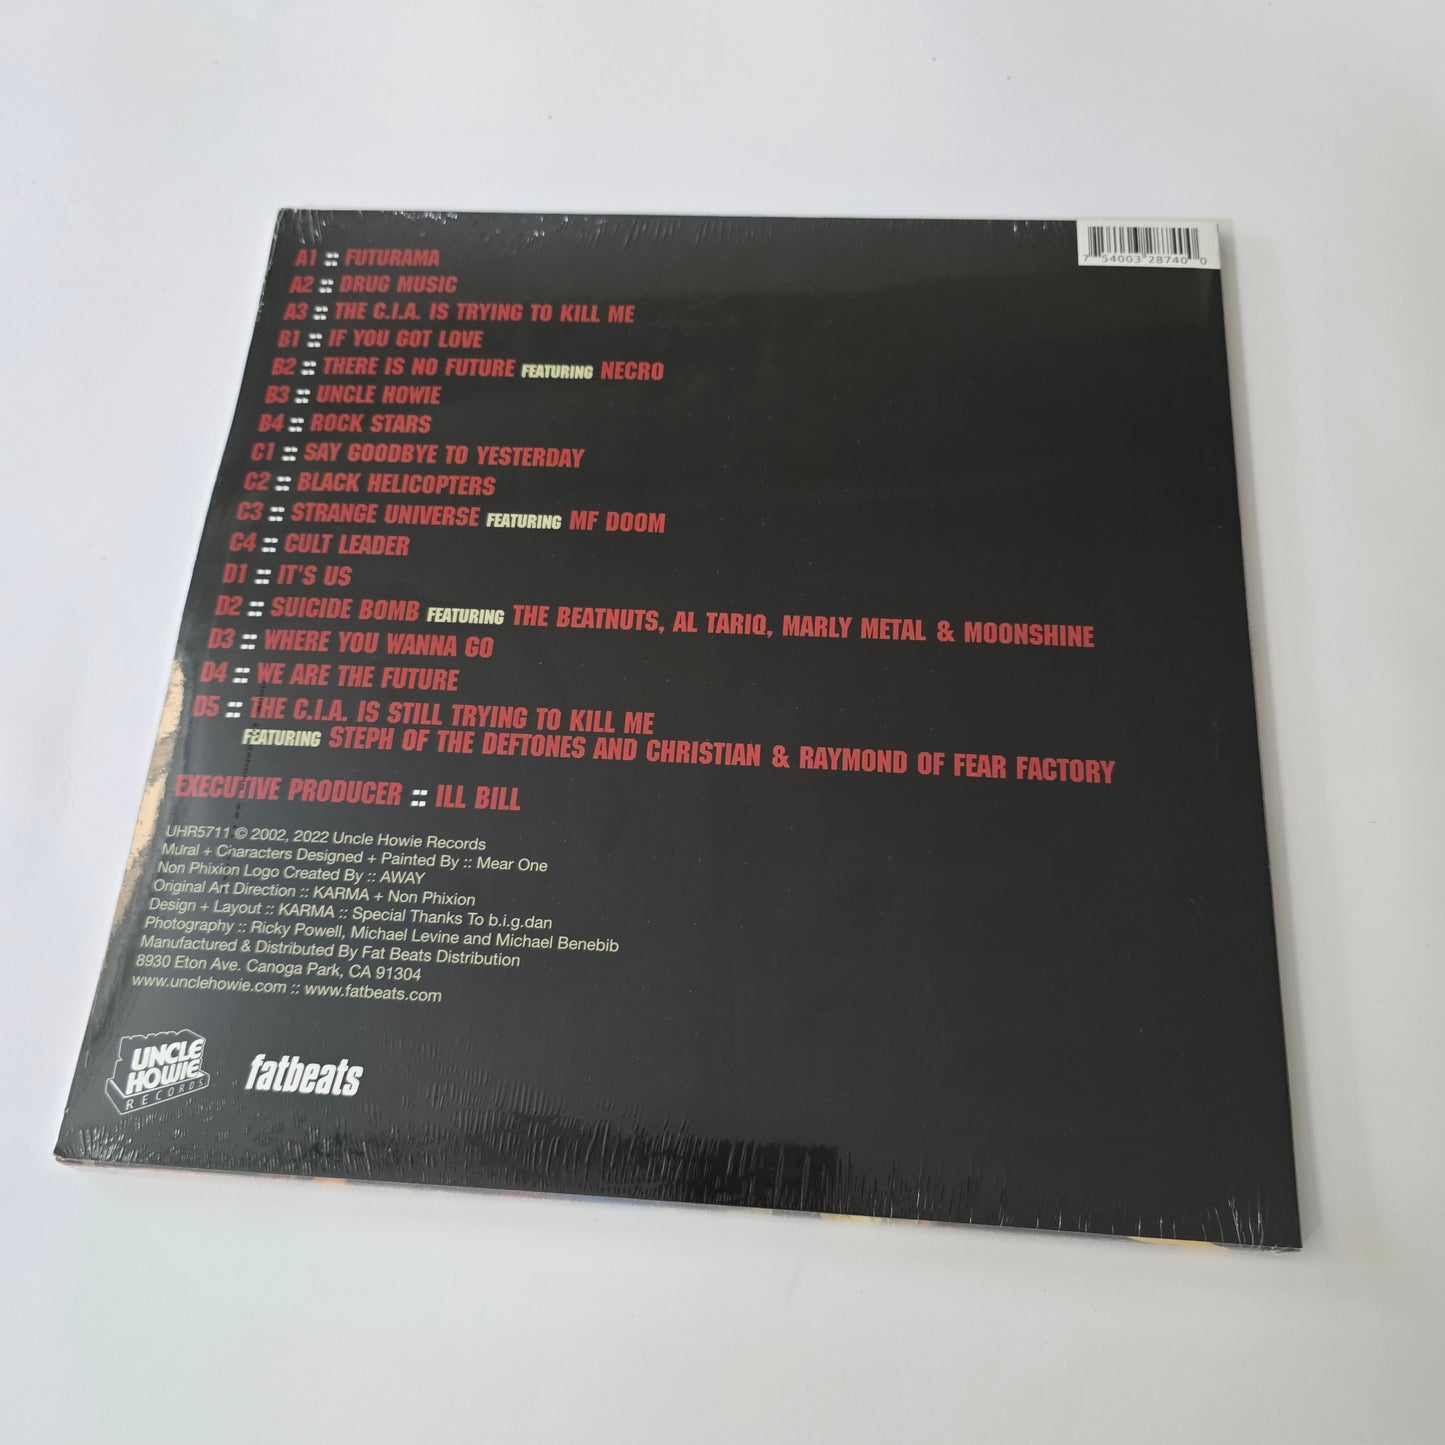 7 54003 28740 0
A1 :: FUTURAMA
A2 :: DRUG MUSIC
A3 :: THE C.I.A. IS TRYING TO KILL ME
B1 :: IF YOU GOT LOVE
B2 :: THERE IS NO FUTURE FEATURING NECRO
B3 :: UNCLE HOWIE
B4 :: ROCK STARS
C1 :: SAY GOODBYE TO YESTERDAY
C2 :: BLACK HELICOPTERS
C3 :: STRANGE UNIVERSE FEATURING MF DOOM
C4 :: CULT LEADER
D1 :: IT'S US
D2 :: SUICIDE BOMB FEATURING THE BEATNUTS, AL TARIQ, MARLY METAL & MOONSHINE
D3 :: WHERE YOU WANNA GO
D4 :: WE ARE THE FUTURE
D5 :: THE C.I.A. IS STILL TRYING TO KILL ME
FEATURING STEPH OF THE DEFTONES AND CHRISTIAN & RAYMOND OF FEAR FACTORY
EXECUTIVE PRODUCER :: ILL BILL
UHR5711 © 2002, 2022 Uncle Howie Records
Mural + Characters Designed + Painted By :: Mear One
Non Phixion Logo Created By :: AWAY
Original Art Direction :: KARMA + Non Phixion
Design + Layout :: KARMA :: Special Thanks To b.i.g.dan
Photography :: Ricky Powell, Michael Levine and Michael Benebib
Manufactured & Distributed By Fat Beats Distribution
8930 Eton Ave. Canoga Park, CA 91304
www.unclehowie.com :: www.fatbeats.com
UNCLE
HOWIE
RECORDS
fatbeats